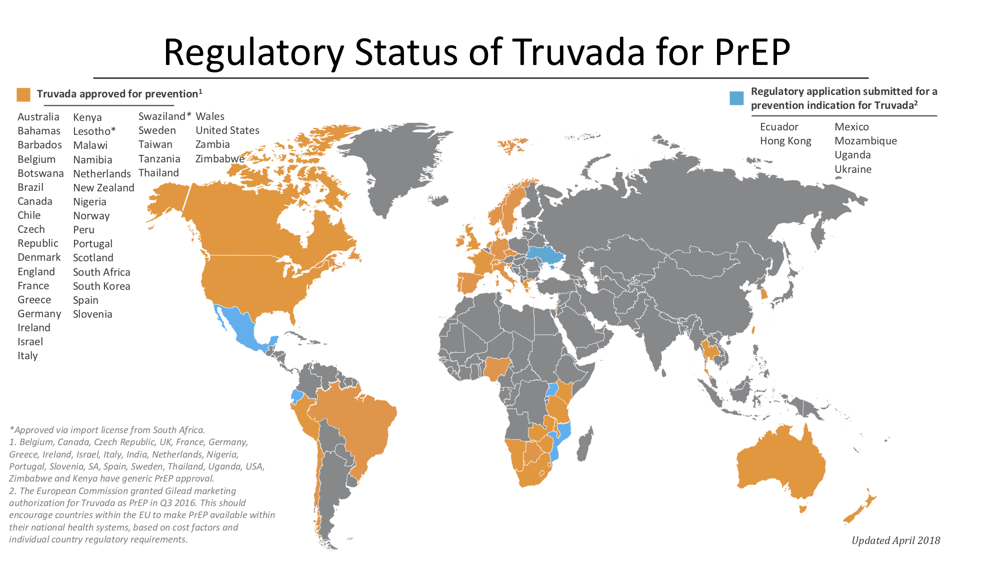 Regulatory Status of Truvada for PrEP
Truvada approved for prevention1
Australia
Bahamas
Barbados
Belgium
Botswana
Brazil
Canada
Chile
Czech
Republic
Denmark
England
France
Greece
Germany
Ireland
Israel
Italy
Kenya
Lesotho*
Malawi
Namibia
Netherlands
New Zealand
Nigeria
Norway
Peru
Portugal
Scotland
South Africa
South Korea
Spain
Slovenia
Swaziland*
Sweden
Taiwan
Tanzania
Thailand
Wales
United States
Zambia
Zimbabwe
Regulatory application submitted for a
prevention indication for Truvada2
Ecuador
Hong Kong
Mexico
Mozambique
Uganda
Ukraine
*Approved via import license from South Africa.
1. Belgium, Canada, Czech Republic, UK, France, Germany,
Greece, Ireland, Israel, Italy, India, Netherlands, Nigeria,
Portugal, Slovenia, SA, Spain, Sweden, Thailand, Uganda, USA,
Zimbabwe and Kenya have generic PrEP approval.
2. The European Commission granted Gilead marketing
authorization for Truvada as PrEP in Q3 2016. This should
encourage countries within the EU to make PrEP available within
their national health systems, based on cost factors and
individual country regulatory requirements.
Updated April 2018